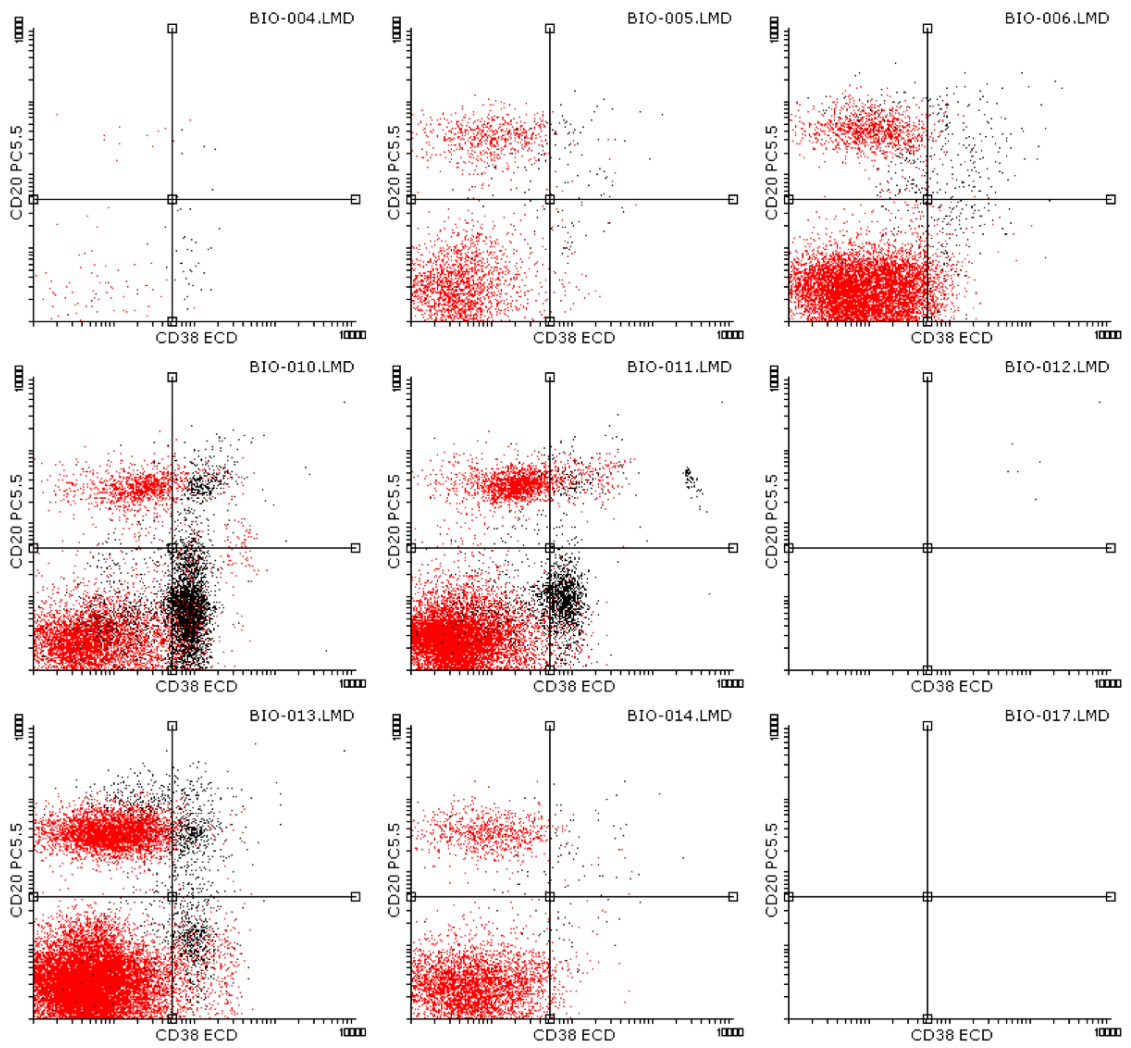 BIO-004.LMD
CD20 PC5.5
CD38 ECD
BIO-005.LMD
CD20 PC5.5
CD38 ECD
BIO-006.LMD
CD20 PC5.5
CD38 ECD
BIO-010.LMD
CD20 PC5.5
CD38 ECD
BIO-011.LMD
CD20 PC5.5
CD38 ECD
BIO-012.LMD
CD20 PC5.5
CD38 ECD
BIO-013.LMD
CD20 PC5.5
CD38 ECD
BIO-014.LMD
CD20 PC5.5
CD38 ECD
BIO-017.LMD
CD20 PC5.5
CD38 ECD